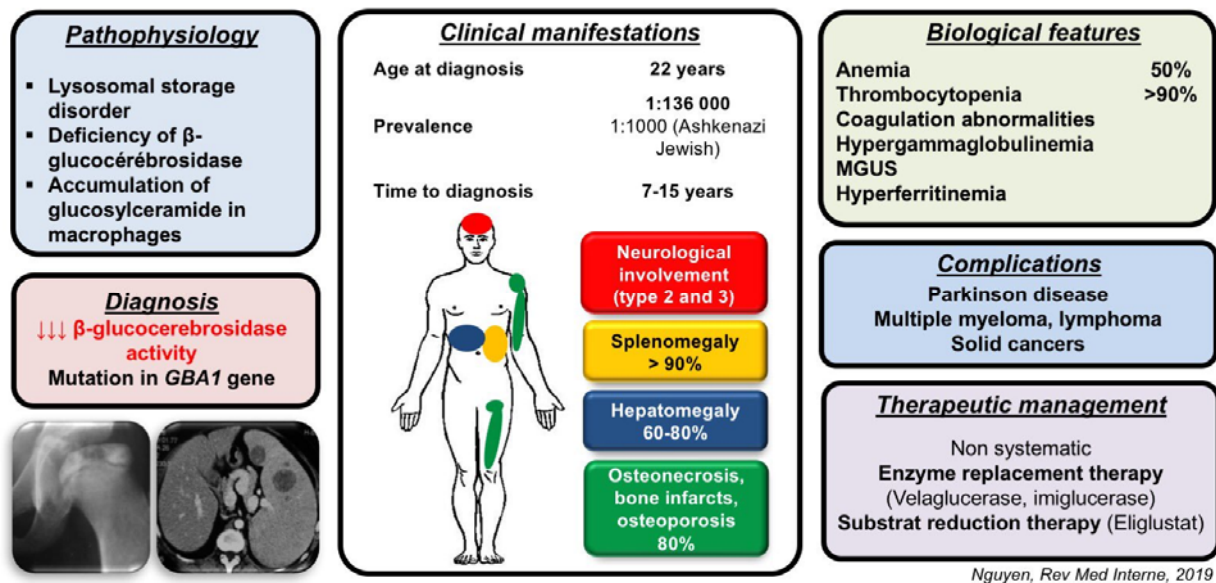 Pathophysiology
▪ Lysosomal storage
disorder
▪ Deficiency of β-
glucocérébrosidase
▪ Accumulation of
glucosylceramide in
macrophages
Diagnosis
↓↓↓ β-glucocerebrosidase
activity
Mutation in GBA1 gene
Clinical manifestations
Age at diagnosis 22 years
1:136 000
Prevalence 1:1000 (Ashkenazi
Jewish)
Time to diagnosis 7-15 years
Neurological
involvement
(type 2 and 3)
Splenomegaly
> 90%
Hepatomegaly
60-80%
Osteonecrosis,
bone infarcts,
osteoporosis
80%
Biological features
Anemia 50%
Thrombocytopenia >90%
Coagulation abnormalities
Hypergammaglobulinemia
MGUS
Hyperferritinemia
Complications
Parkinson disease
Multiple myeloma, lymphoma
Solid cancers
Therapeutic management
Non systematic
Enzyme replacement therapy
(Velaglucerase, imiglucerase)
Substrat reduction therapy (Eliglustat)
Nguyen, Rev Med Interne, 2019